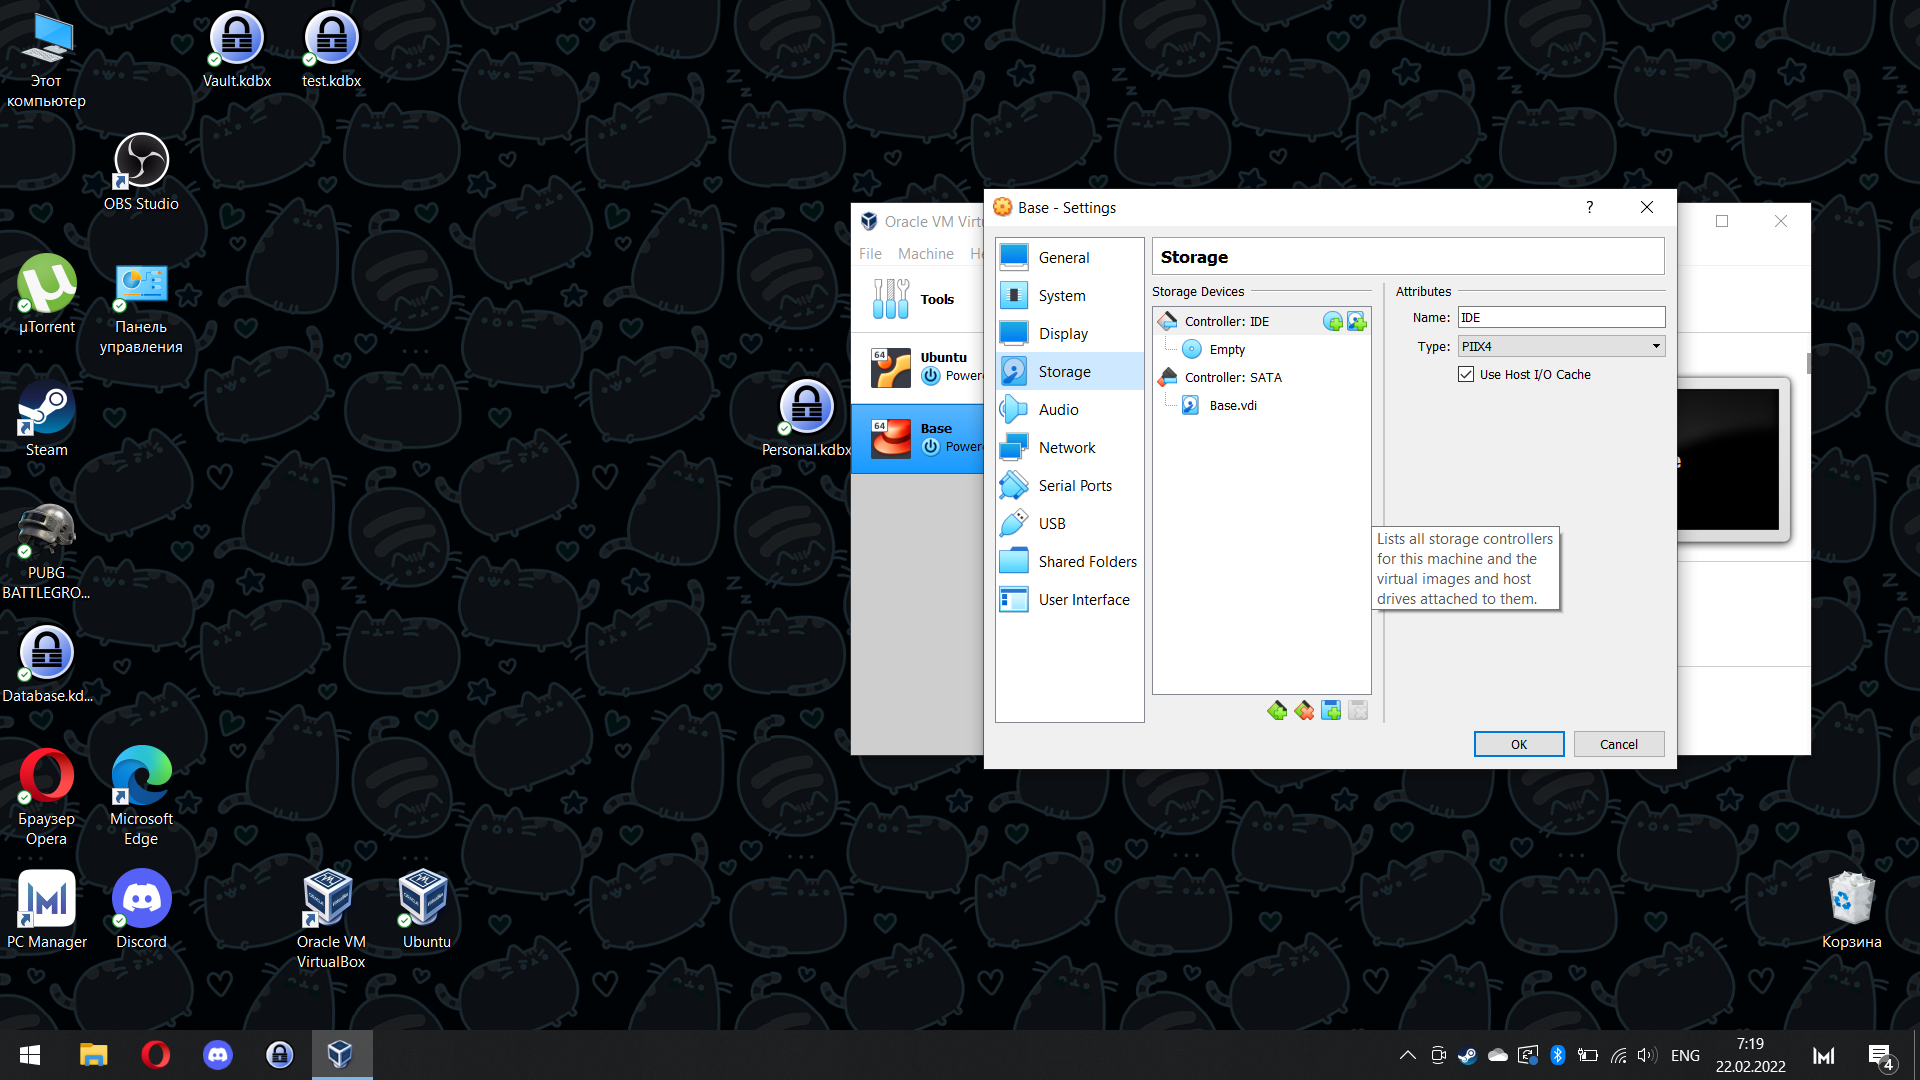 Этот
компьютер
Vault.kdbx
test.kdbx
OBS Studio
µTorrent
Панель
управления
Steam
Personal.kdbx
PUBG
BATTLEGRO...
Database.kd...
Браузер
Opera
Microsoft
Edge
PC Manager
Discord
Oracle VM
VirtualBox
Ubuntu
Корзина
Oracle VM Virt
File
Machine
He
Tools
64
Ubuntu
Power
64
Base
Power
Base - Settings
?
General
System
Display
Storage
Audio
Network
Serial Ports
USB
Shared Folders
User Interface
Storage
Storage Devices
Controller: IDE
Empty
Controller: SATA
Base.vdi
Attributes
Name:
IDE
Type:
PIIX4
Use Host I/O Cache
Lists all storage controllers
for this machine and the
virtual images and host
drives attached to them.
OK
Cancel
ENG
7:19
22.02.2022
4